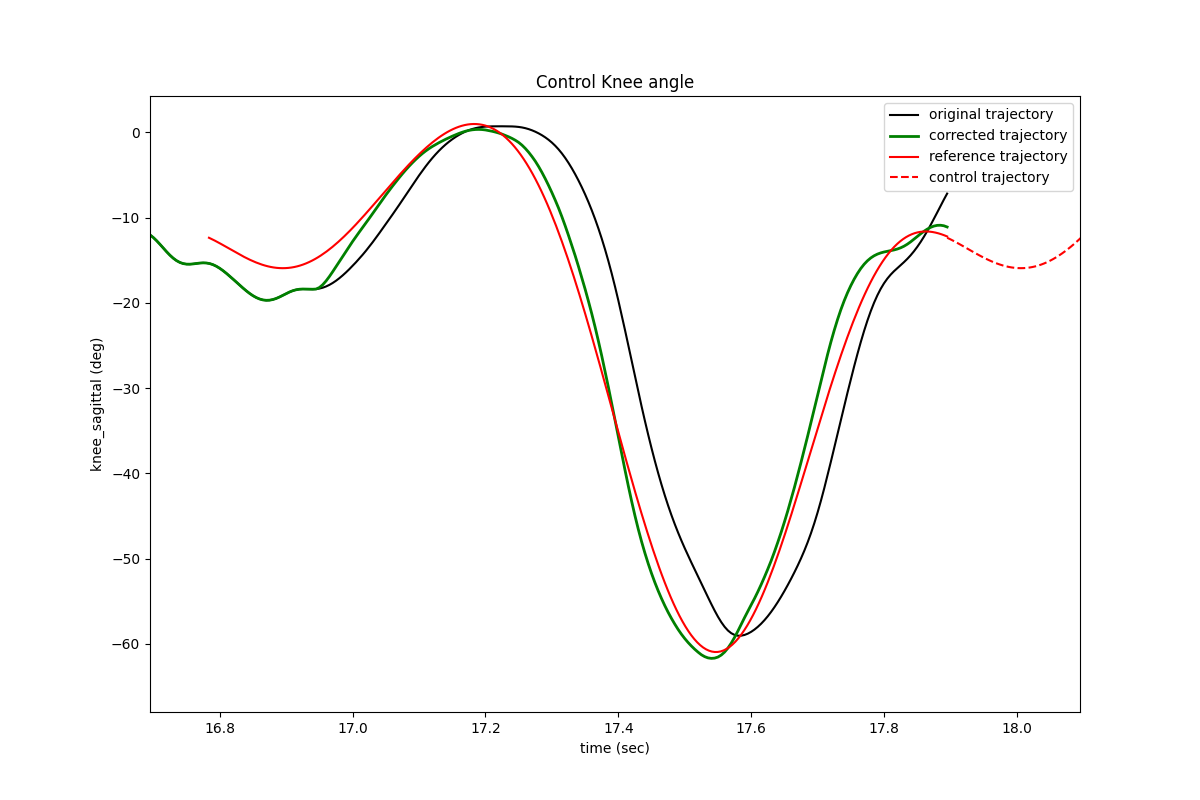 Control Knee angle
original trajectory
corrected trajectory
reference trajectory
control trajectory
0
−10
−20
−30
−40
−50
−60
knee_sagittal (deg)
16.8 17.0 17.2 17.4 17.6 17.8 18.0
time (sec)